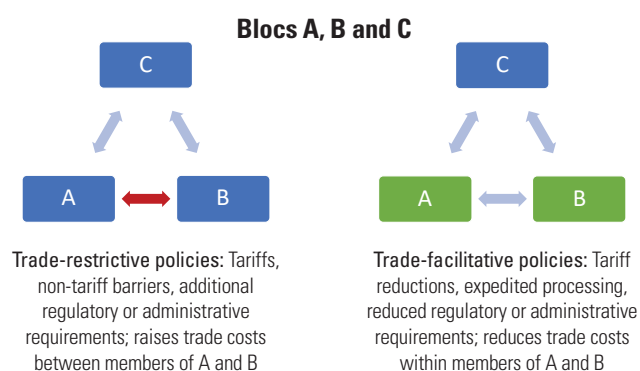 Blocs A, B and C
C
A
B
Trade-restrictive policies: Tariffs,
non-tariff barriers, additional
regulatory or administrative
requirements; raises trade costs
between members of A and B
C
A
B
Trade-facilitative policies: Tariff
reductions, expedited processing,
reduced regulatory or administrative
requirements; reduces trade costs
within members of A and B